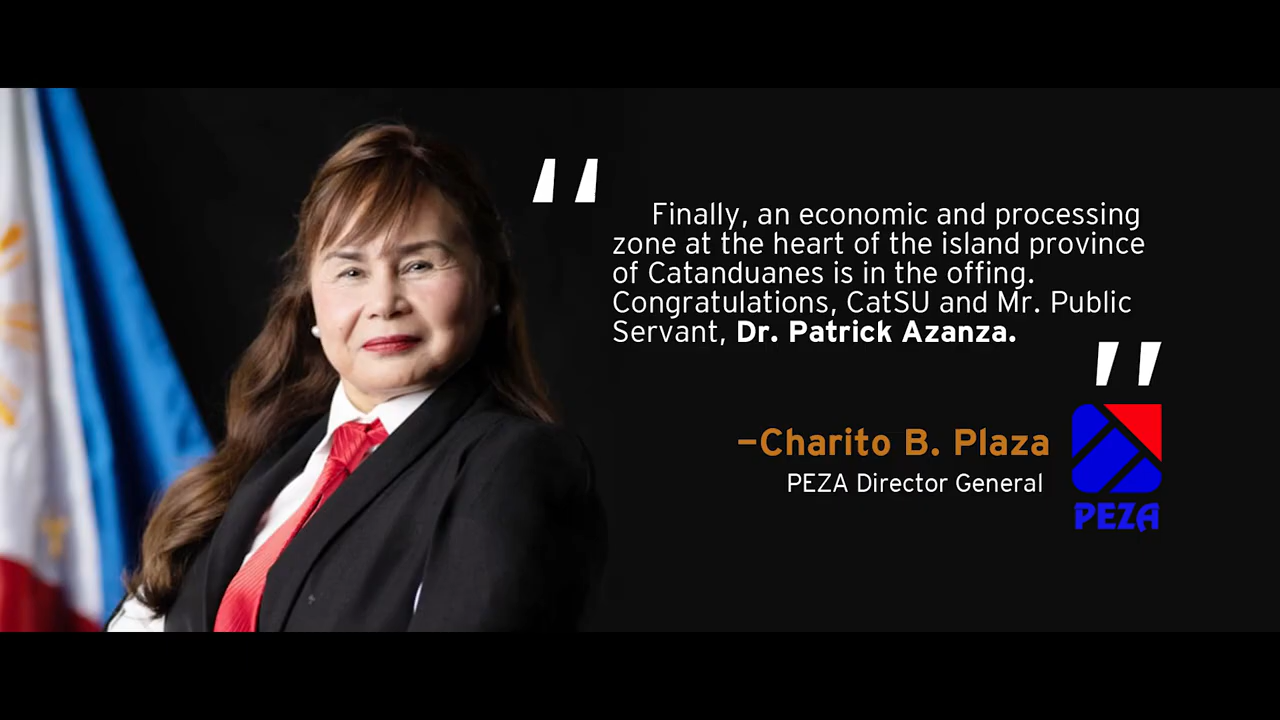 “
Finally, an economic and processing
zone at the heart of the island province
of Catanduanes is in the offing.
Congratulations, CatSU and Mr. Public
Servant, Dr. Patrick Azanza.
”
–Charito B. Plaza
PEZA Director General
PEZA